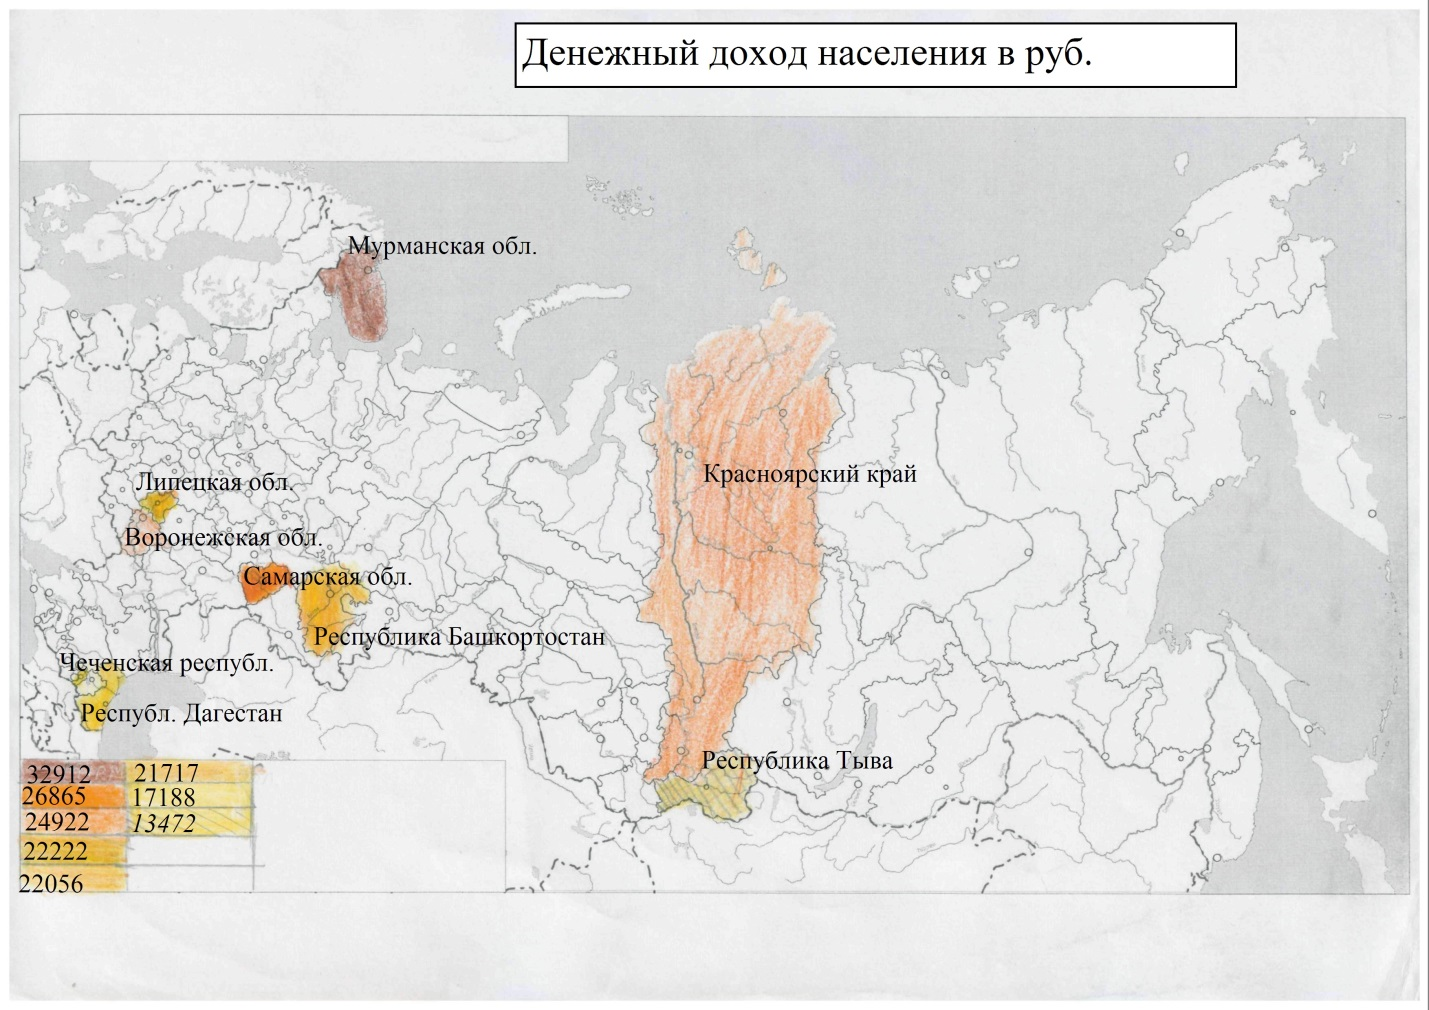 Денежный доход населения в руб.
Мурманская обл.
Красноярский край
Липецкая обл.
Воронежская обл.
Самарская обл.
Республика Башкортостан
Чеченская республ.
Республ. Дагестан
Республика Тыва
32912 21717
26865 17188
24922 13472
22222
22056